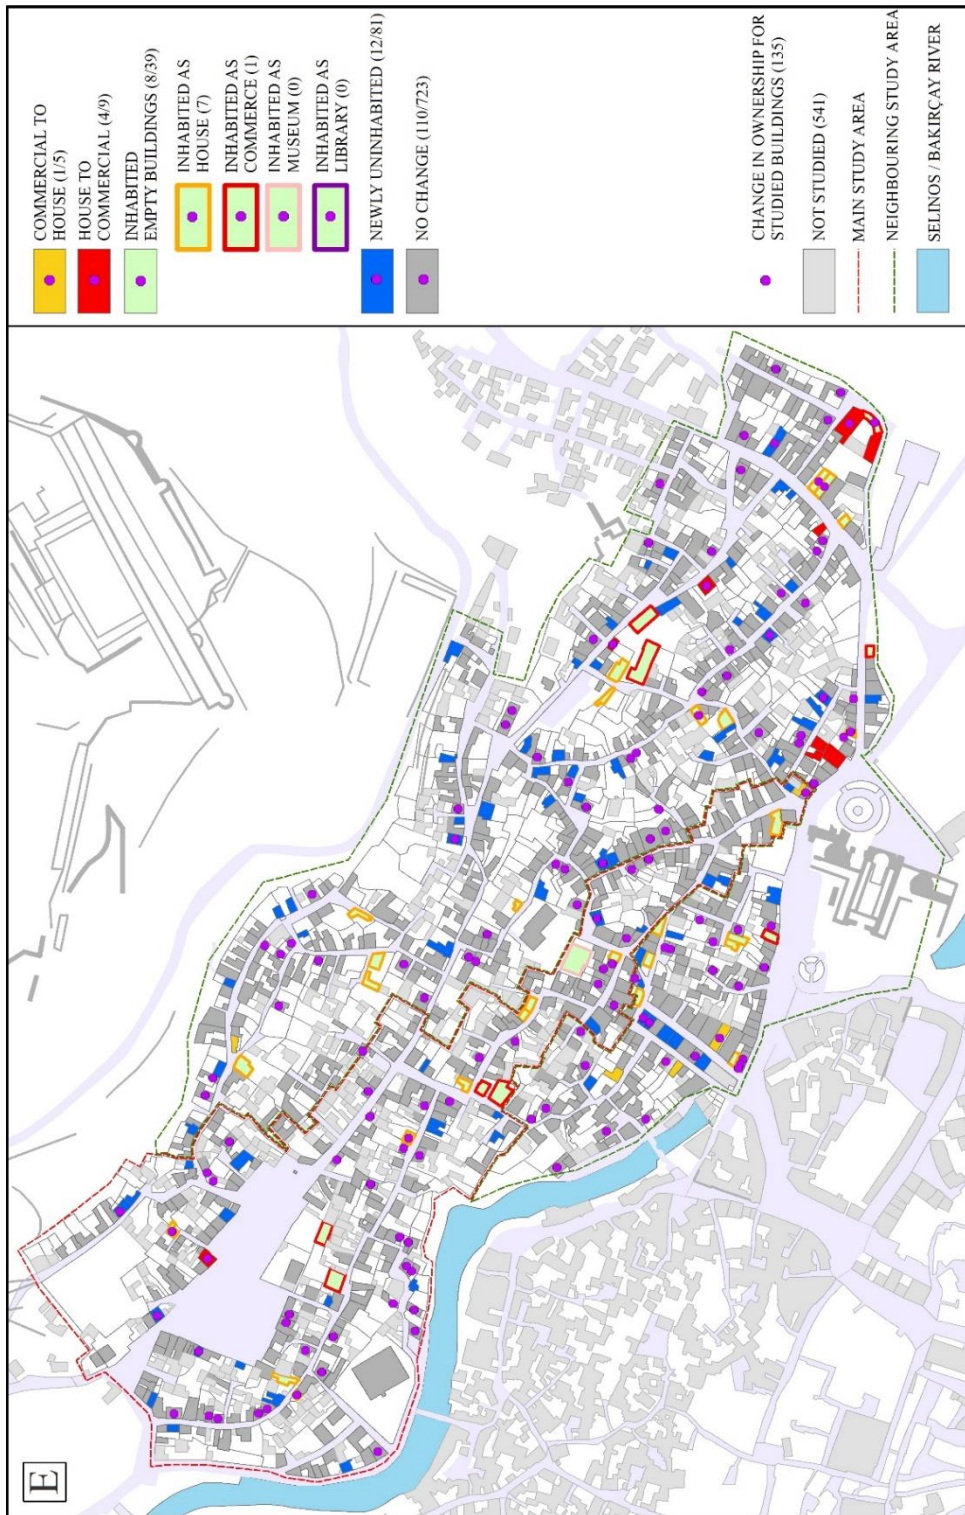 COMMERCIAL TO
HOUSE (1/5)
HOUSE TO
COMMERCIAL (4/9)
INHABITED
EMPTY BUILDINGS (8/39)
INHABITED AS
HOUSE (7)
INHABITED AS
COMMERCE (1)
INHABITED AS
MUSEUM (0)
INHABITED AS
LIBRARY (0)
NEWLY UNINHABITED (12/81)
NO CHANGE (110/723)
CHANGE IN OWNERSHIP FOR
STUDIED BUILDINGS (135)
NOT STUDIED (541)
MAIN STUDY AREA
NEIGHBOURING STUDY AREA
SELINOS / BAKIRÇAY RIVER
E